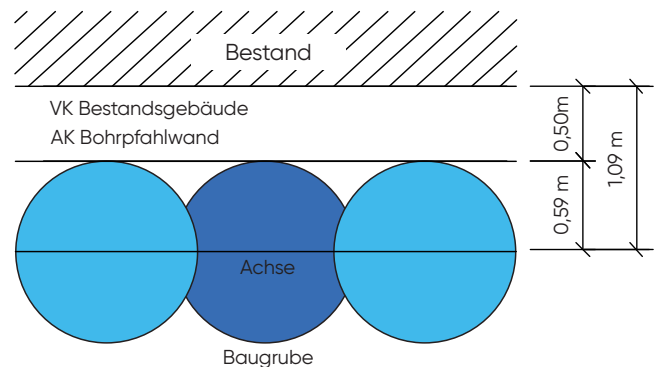 Bestand
VK Bestandsgebäude
AK Bohrpfahlwand
0,50m
0,59 m
1,09 m
Achse
Baugrube